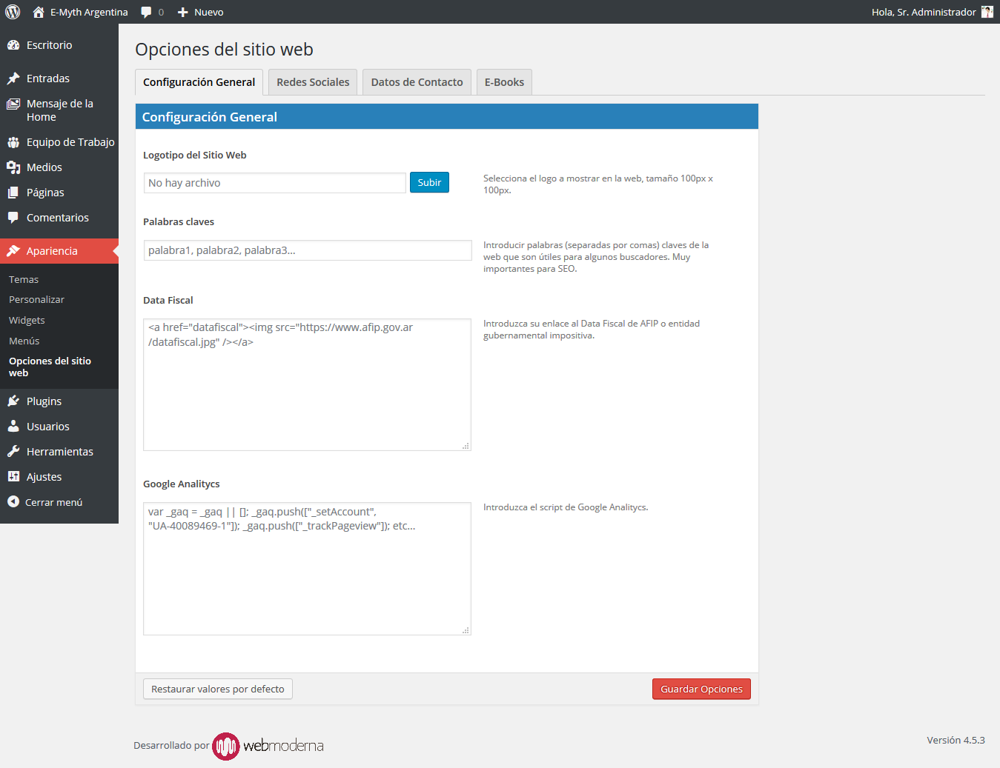 E-Myth Argentina 0 Nuevo Hola, Sr. Administrador
Escritorio
Entradas
Mensaje de la
Home
Equipo de Trabajo
Medios
Páginas
Comentarios
Apariencia
Temas
Personalizar
Widgets
Menús
Opciones del sitio
web
Plugins
Usuarios
Herramientas
Ajustes
Cerrar menú
Opciones del sitio web
Configuración General Redes Sociales Datos de Contacto E-Books
Configuración General
Logotipo del Sitio Web
No hay archivo Subir
Selecciona el logo a mostrar en la web, tamaño 100px x
100px.
Palabras claves
palabra1, palabra2, palabra3...
Introducir palabras (separadas por comas) claves de la
web que son útiles para algunos buscadores. Muy
importantes para SEO.
Data Fiscal
<a href="datafiscal"><img src="https://www.afip.gov.ar
/datafiscal.jpg" /></a>
Introduzca su enlace al Data Fiscal de AFIP o entidad
gubernamental impositiva.
Google Analitycs
var _gaq = _gaq || []; _gaq.push(["_setAccount",
"UA-40089469-1"]); _gaq.push(["_trackPageview"]); etc...
Introduzca el script de Google Analitycs.
Restaurar valores por defecto Guardar Opciones
Desarrollado por webmoderna
Versión 4.5.3